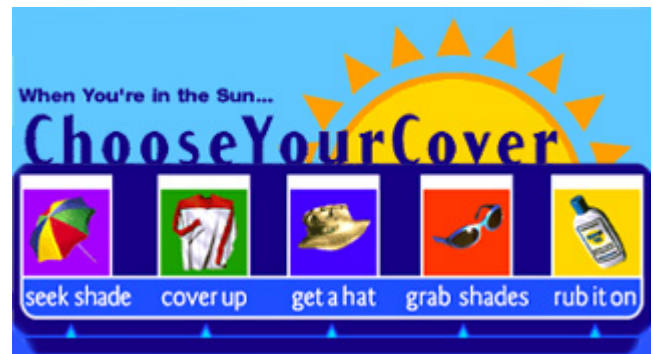 When You're in the Sun...
ChooseYourCover
seek shade cover up get a hat grab shades rub it on